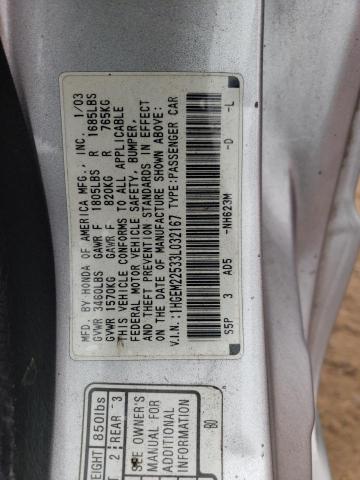 MFD. BY HONDA OF AMERICA MFG., INC. 1/03
GVWR 3460LBS GAWR F 1805LBS R 1685LBS
GVWR 1570KG GAWR F 820KG R 765KG
THIS VEHICLE CONFORMS TO ALL APPLICABLE
FEDERAL MOTOR VEHICLE SAFETY, BUMPER,
AND THEFT PREVENTION STANDARDS IN EFFECT
ON THE DATE OF MANUFACTURE SHOWN ABOVE.
V.I.N.: 1HGEM22533L032167 TYPE: PASSENGER CAR
S5P 3 AD5 -NH623M -D -L
WEIGHT 850lbs
2 REAR 3
SEE OWNER'S
MANUAL FOR
ADDITIONAL
INFORMATION